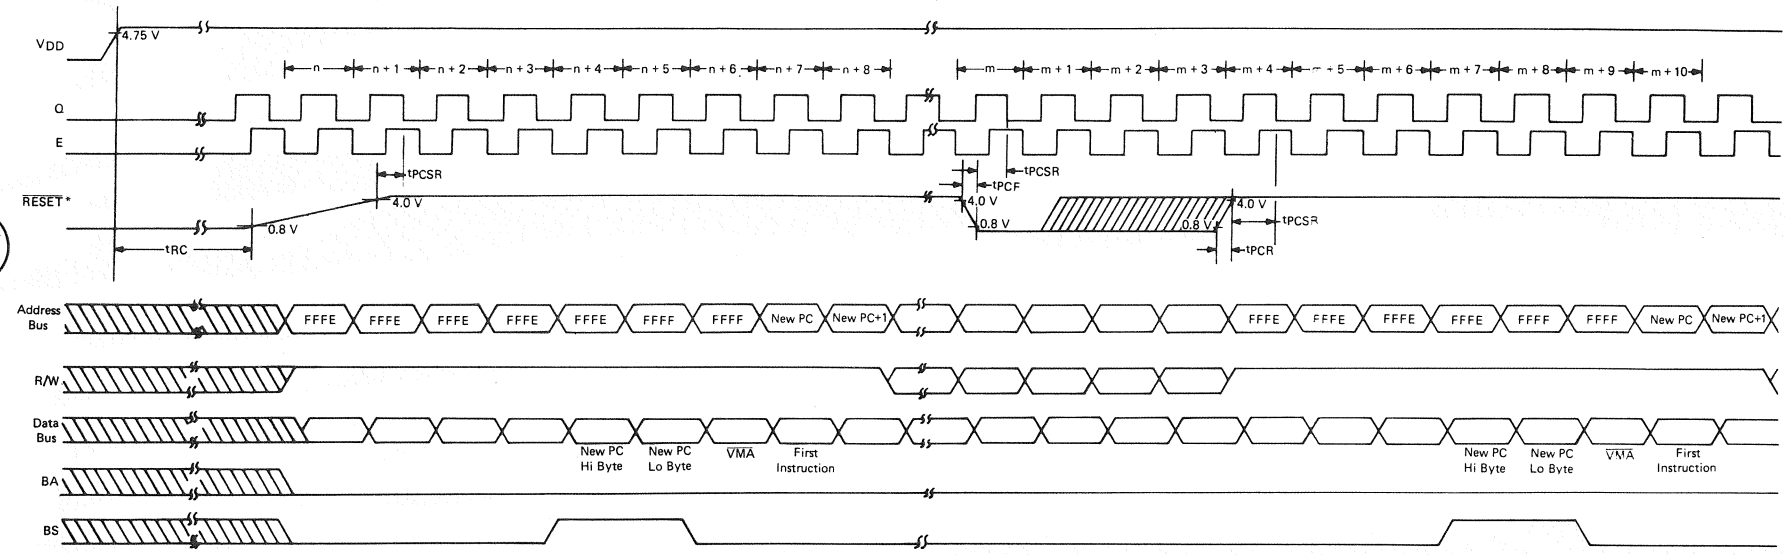 VDD
4.75 V
n
n + 1
n + 2
n + 3
n + 4
n + 5
n + 6
n + 7
n + 8
m
m + 1
m + 2
m + 3
m + 4
m + 5
m + 6
m + 7
m + 8
m + 9
m + 10
Q
E
tPCSR
tPCSR
tPCF
RESET*
4.0 V
4.0 V
4.0 V
0.8 V
0.8 V
0.8 V
tPCSR
tRC
tPCR
Address
Bus
FFFE
FFFE
FFFE
FFFE
FFFE
FFFF
FFFF
New PC
New PC+1
FFFE
FFFE
FFFE
FFFE
FFFF
FFFF
New PC
New PC+1
R/W
Data
Bus
New PC
Hi Byte
New PC
Lo Byte
VMA
First
Instruction
New PC
Hi Byte
New PC
Lo Byte
VMA
First
Instruction
BA
BS